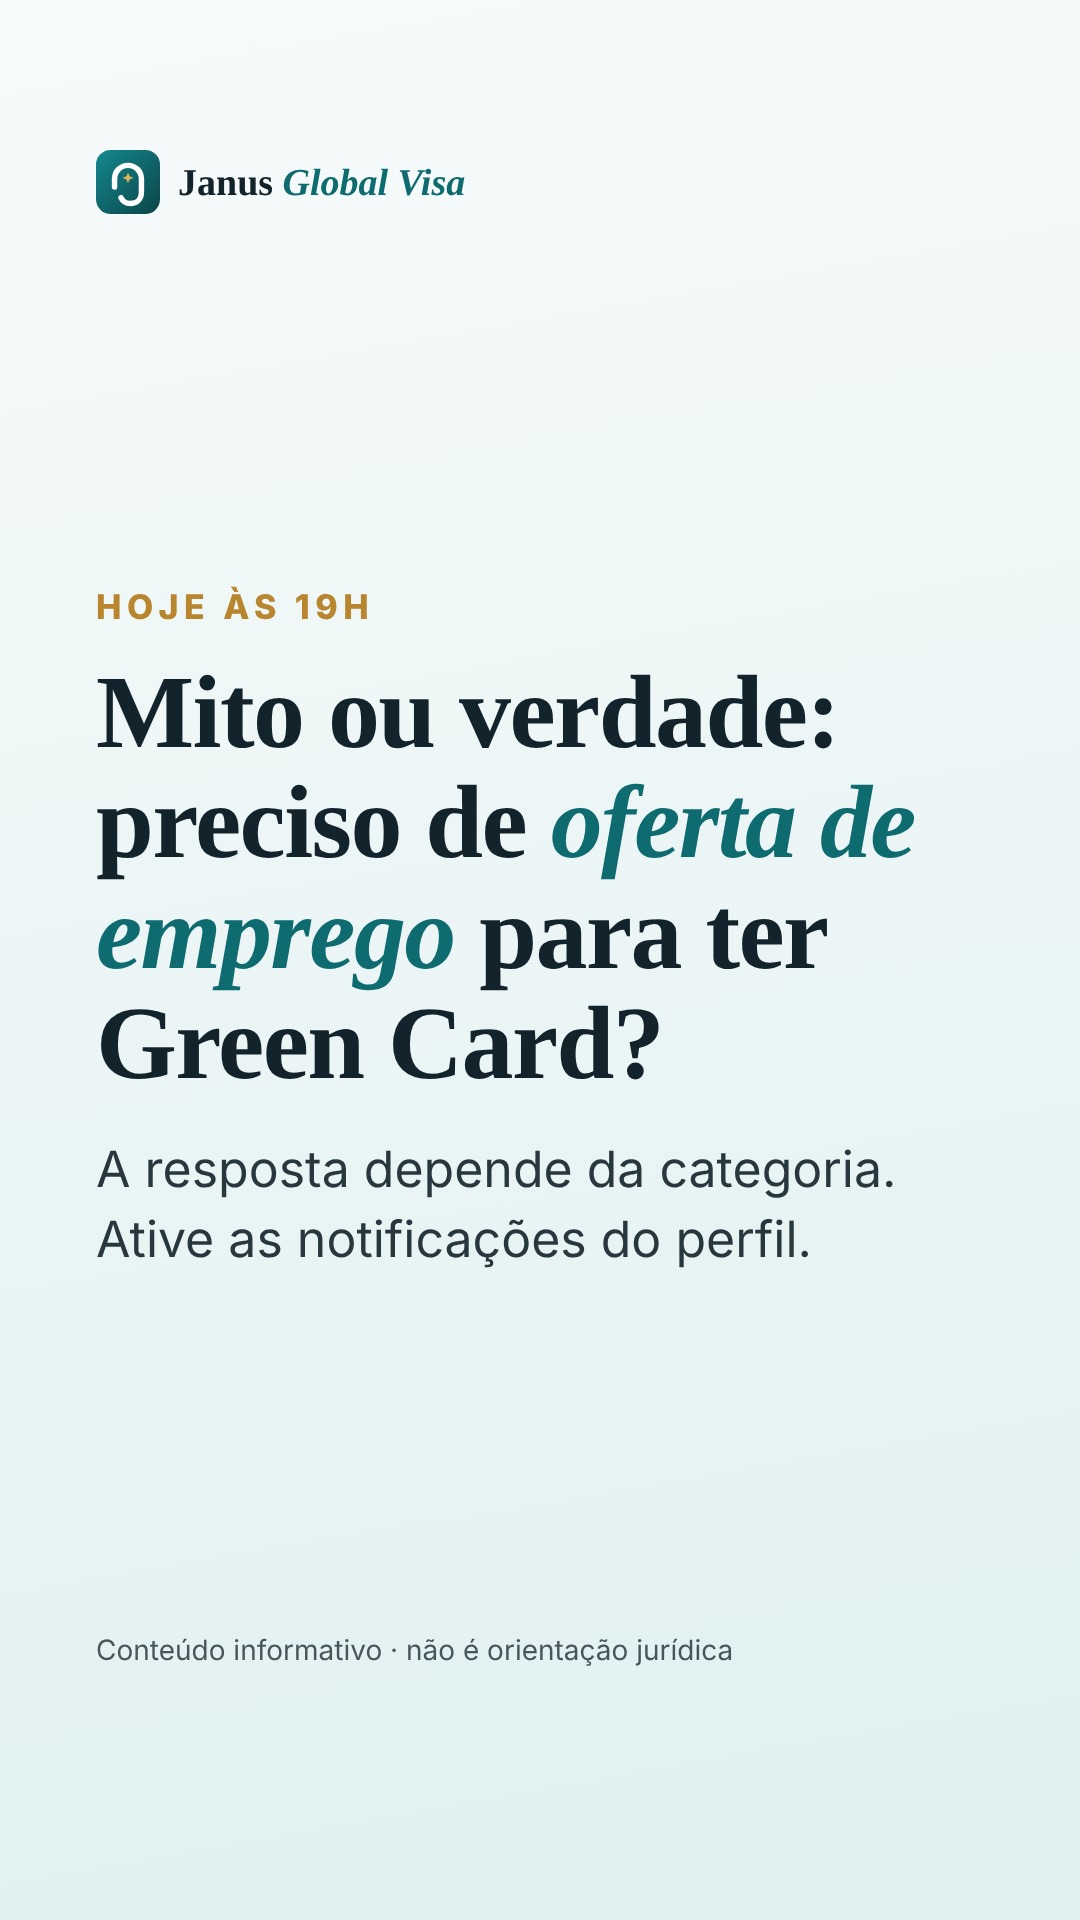 Janus Global Visa
HOJE ÀS 19H
Mito ou verdade:
preciso de oferta de
emprego para ter
Green Card?
A resposta depende da categoria.
Ative as notificações do perfil.
Conteúdo informativo · não é orientação jurídica